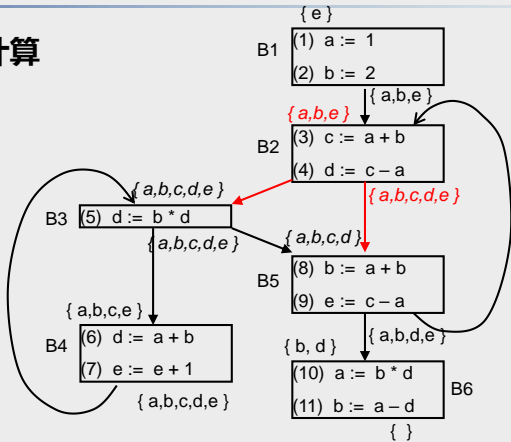 计算
{ e }
B1
(1) a := 1
(2) b := 2
{ a,b,e }
{ a,b,e }
B2
(3) c := a + b
(4) d := c – a
{ a,b,c,d,e }
{ a,b,c,d,e }
B3
(5) d := b * d
{ a,b,c,d,e }
{ a,b,c,d }
B5
(8) b := a + b
(9) e := c – a
{ a,b,c,e }
B4
(6) d := a + b
(7) e := e + 1
{ a,b,c,d,e }
{ a,b,d,e }
{ b, d }
(10) a := b * d
(11) b := a – d
B6
{ }